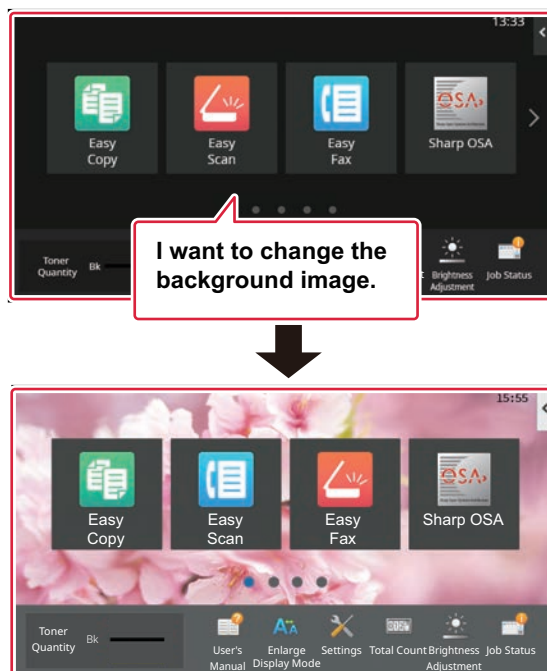 13:33
Easy
Copy
Easy
Scan
Easy
Fax
OSA
Sharp OSA
I want to change the
background image.
Toner
Quantity
Bk
t
Brightness
Adjustment
Job Status
15:55
Easy
Copy
Easy
Scan
Easy
Fax
OSA
Sharp OSA
Toner
Quantity
Bk
User's
Manual
Enlarge
Display Mode
Settings
Total Count
Brightness
Adjustment
Job Status